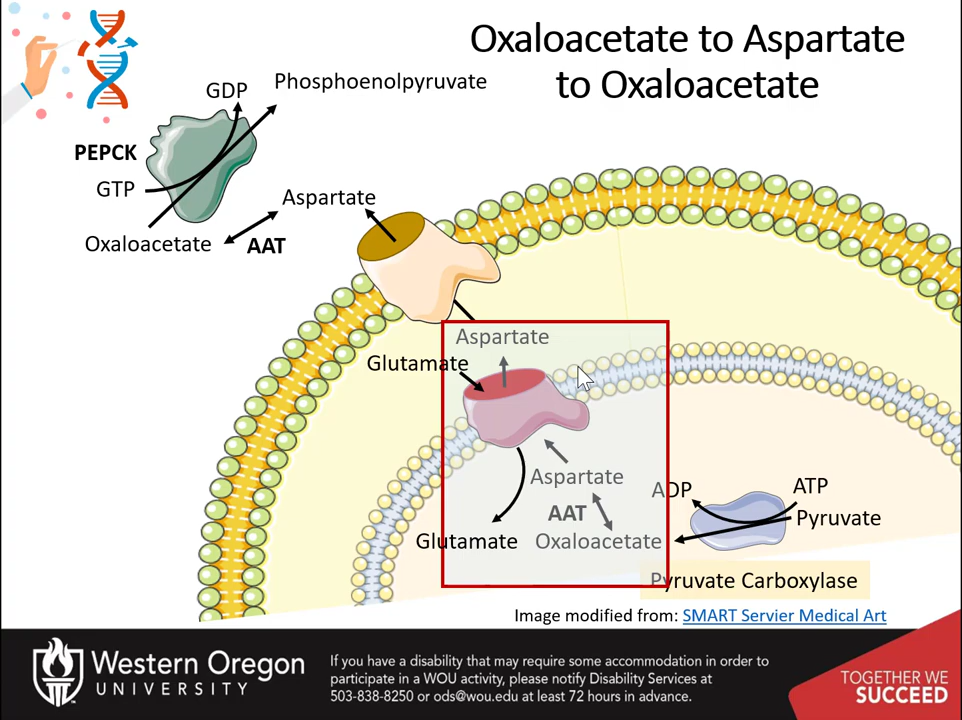 Oxaloacetate to Aspartate
to Oxaloacetate
GDP
Phosphoenolpyruvate
PEPCK
GTP
Aspartate
Oxaloacetate
AAT
Aspartate
Glutamate
Aspartate
ADP
ATP
AAT
Pyruvate
Glutamate
Oxaloacetate
Pyruvate Carboxylase
Image modified from: SMART Servier Medical Art
Western Oregon
UNIVERSITY
If you have a disability that may require some accommodation in order to
participate in a WOU activity, please notify Disability Services at
503-838-8250 or ods@wou.edu at least 72 hours in advance.
TOGETHER WE
SUCCEED